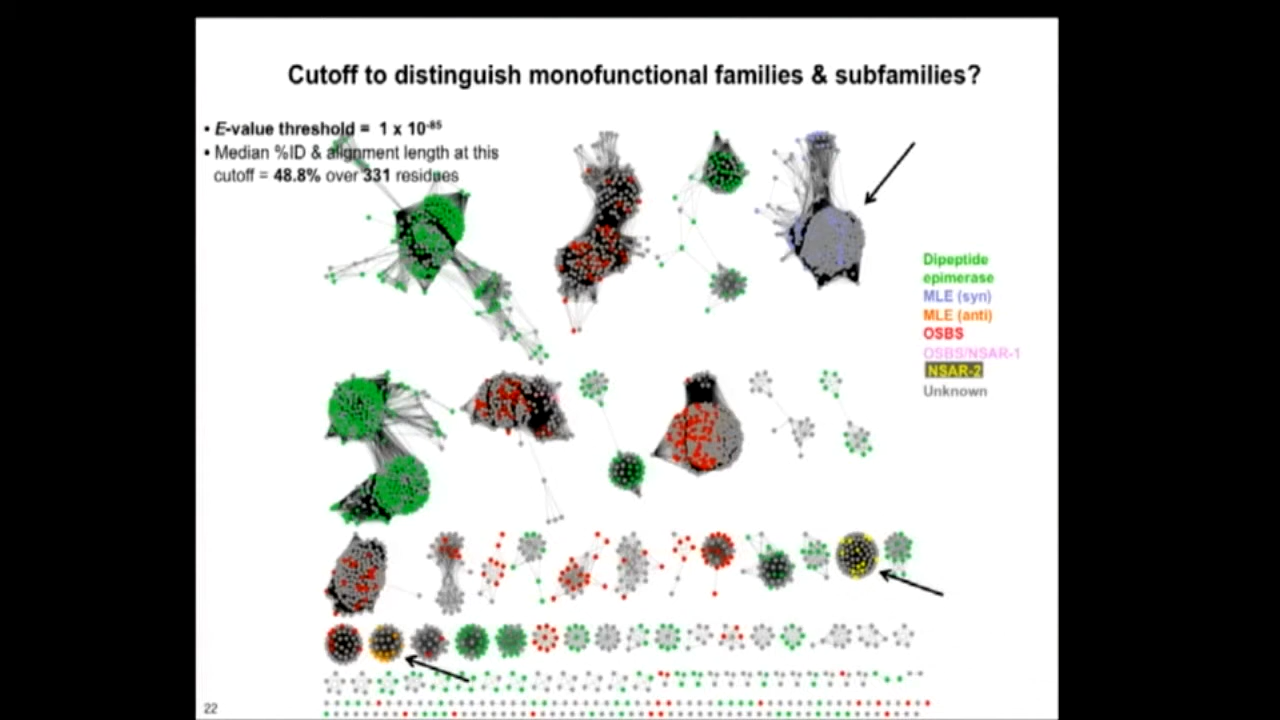 Cutoff to distinguish monofunctional families & subfamilies?
• E-value threshold = 1 x 10-85
• Median %ID & alignment length at this
cutoff = 48.8% over 331 residues
Dipeptide
epimerase
MLE (syn)
MLE (anti)
OSBS
OSBS/NSAR-1
NSAR-2
Unknown
22